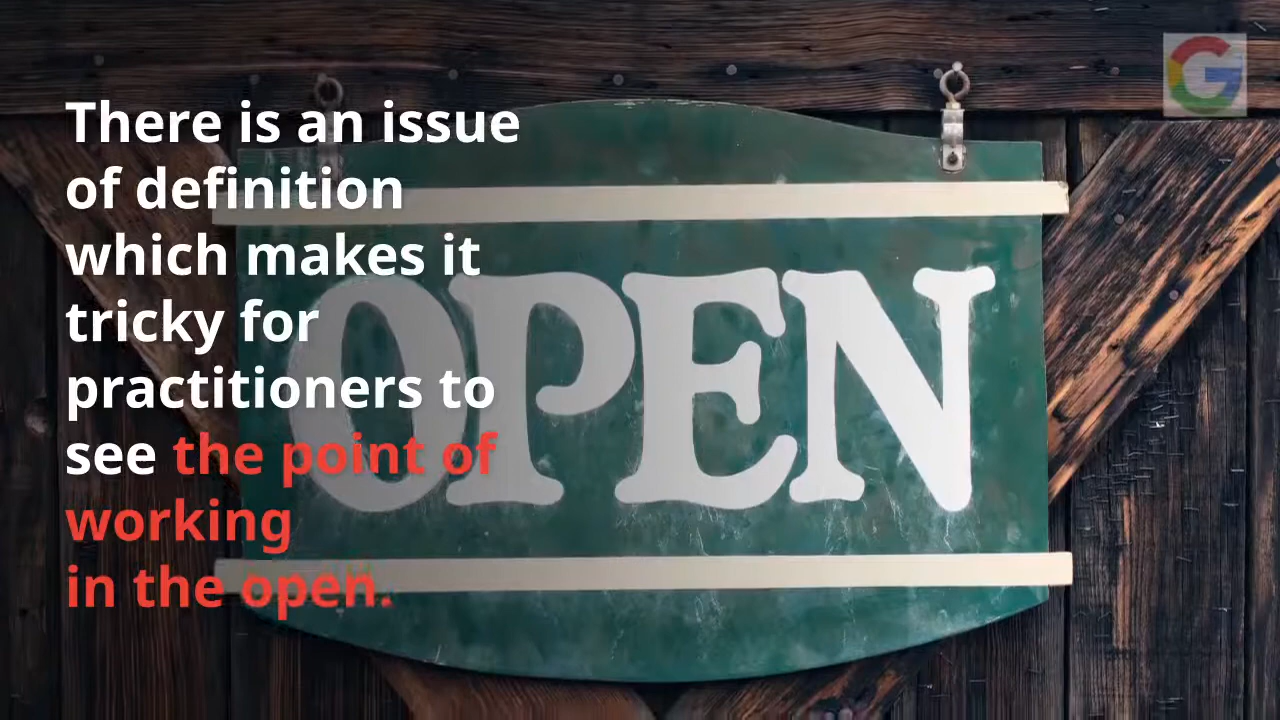 There is an issue
of definition
which makes it
tricky for
practitioners to
see the point of
working
in the open.
OPEN
G